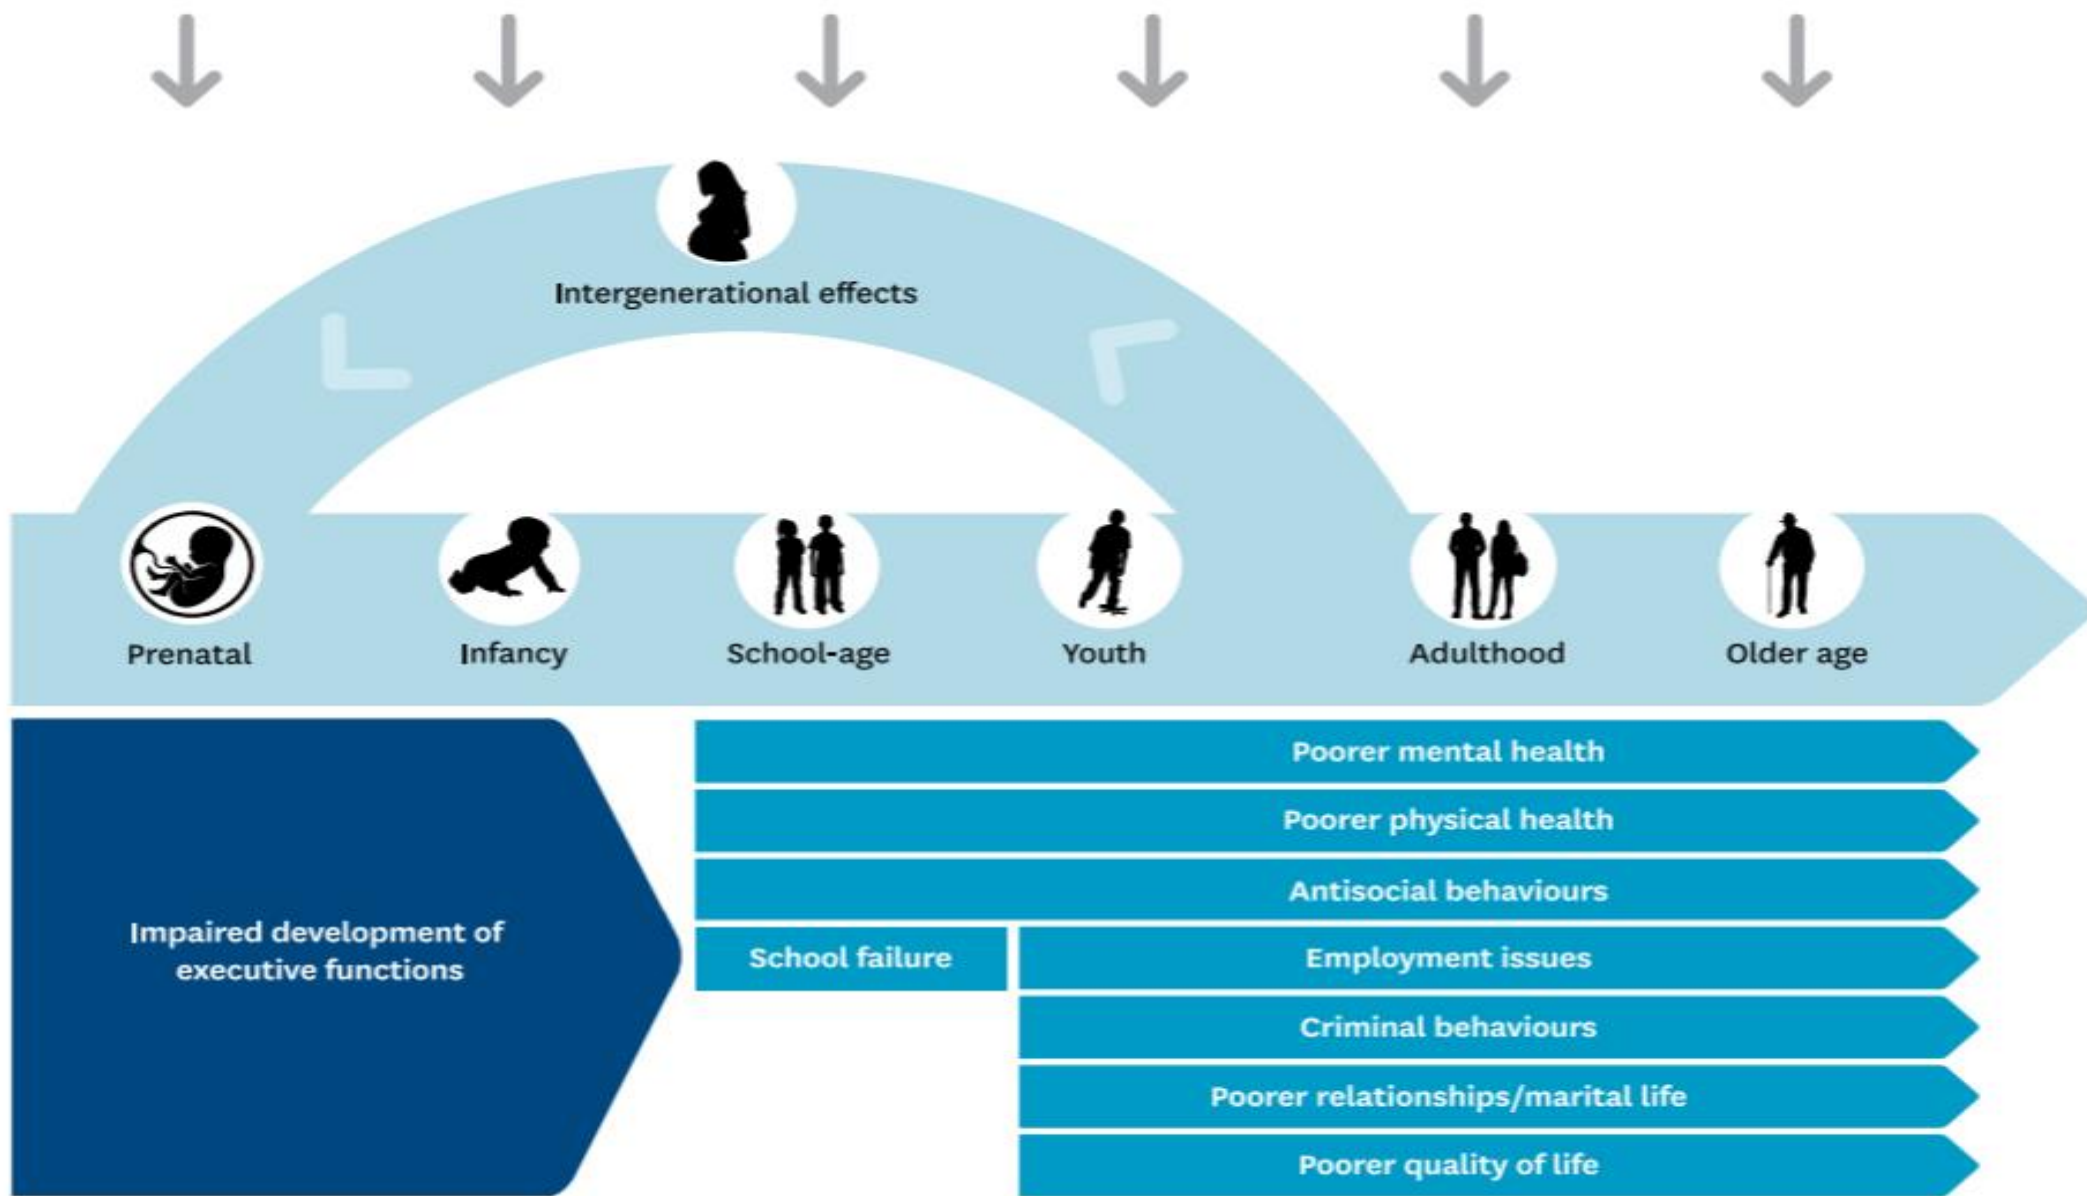 Intergenerational effects
Prenatal
Infancy
School-age
Youth
Adulthood
Older age
Impaired development of
executive functions
Poorer mental health
Poorer physical health
Antisocial behaviours
School failure
Employment issues
Criminal behaviours
Poorer relationships/marital life
Poorer quality of life